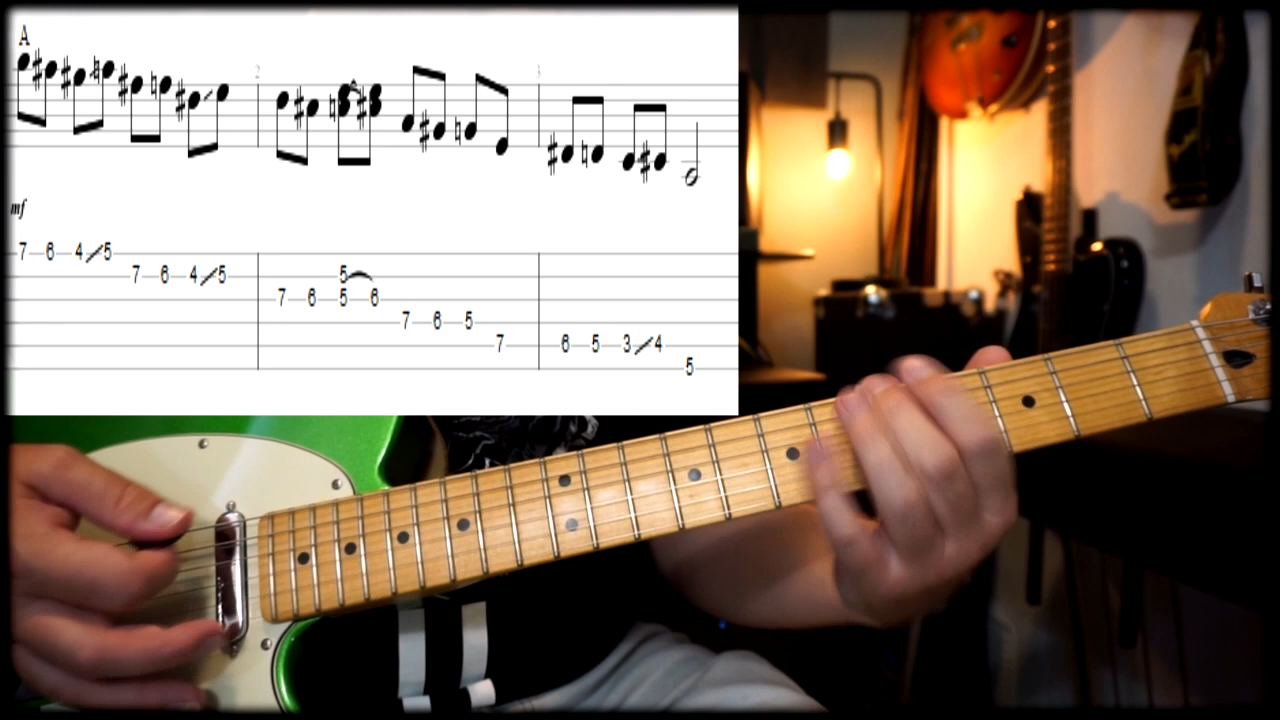 A
2 3
mf
7 6 4 5
7 6 4 5 5
7 6 5 6
7 6 5
7 6 5 3 4
5